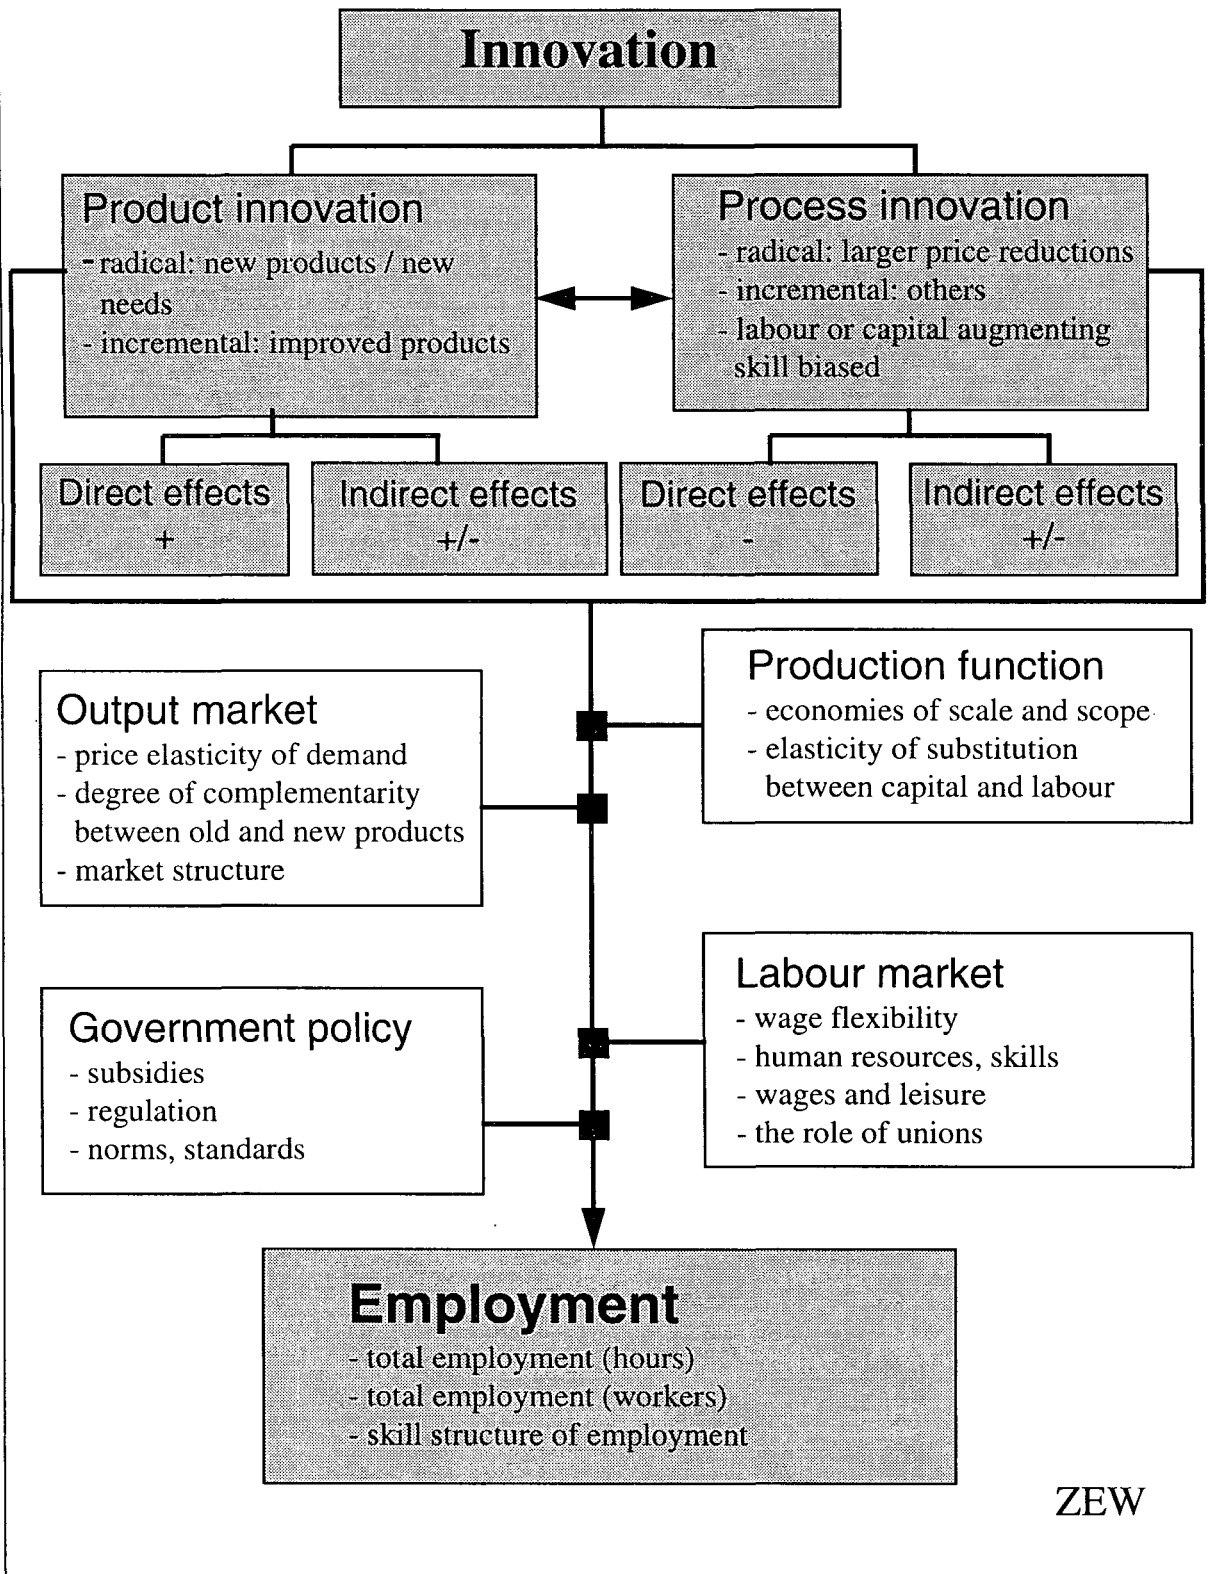 Innovation
Product innovation
- radical: new products / new
needs
- incremental: improved products
Process innovation
- radical: larger price reductions
- incremental: others
- labour or capital augmenting
skill biased
Direct effects
+
Indirect effects
+/-
Direct effects
-
Indirect effects
+/-
Production function
- economies of scale and scope
- elasticity of substitution
between capital and labour
Output market
- price elasticity of demand
- degree of complementarity
between old and new products
- market structure
Labour market
- wage flexibility
- human resources, skills
- wages and leisure
- the role of unions
Government policy
- subsidies
- regulation
- norms, standards
Employment
- total employment (hours)
- total employment (workers)
- skill structure of employment
ZEW